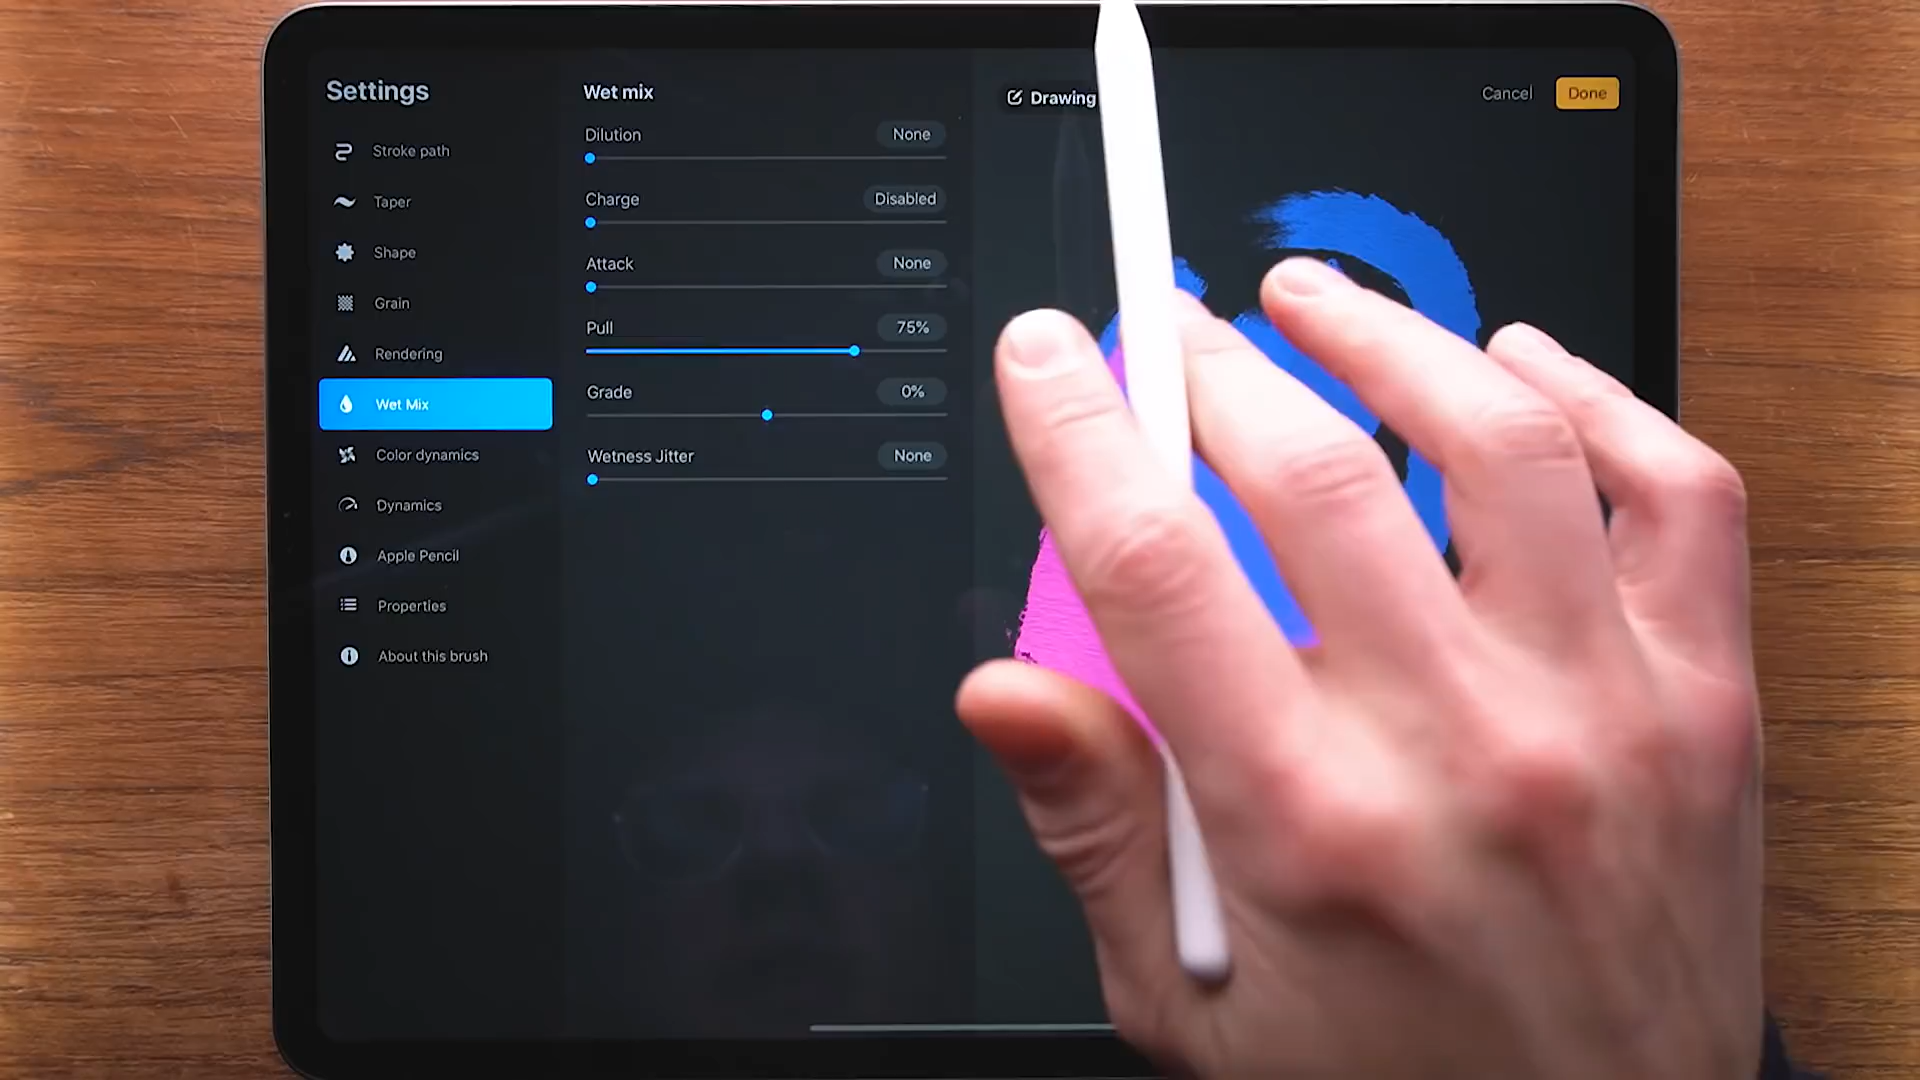 Settings
Stroke path
Taper
Shape
Grain
Rendering
Wet Mix
Color dynamics
Dynamics
Apple Pencil
Properties
About this brush
Wet mix
Dilution None
Charge Disabled
Attack None
Pull 75%
Grade 0%
Wetness Jitter None
Drawing
Cancel Done